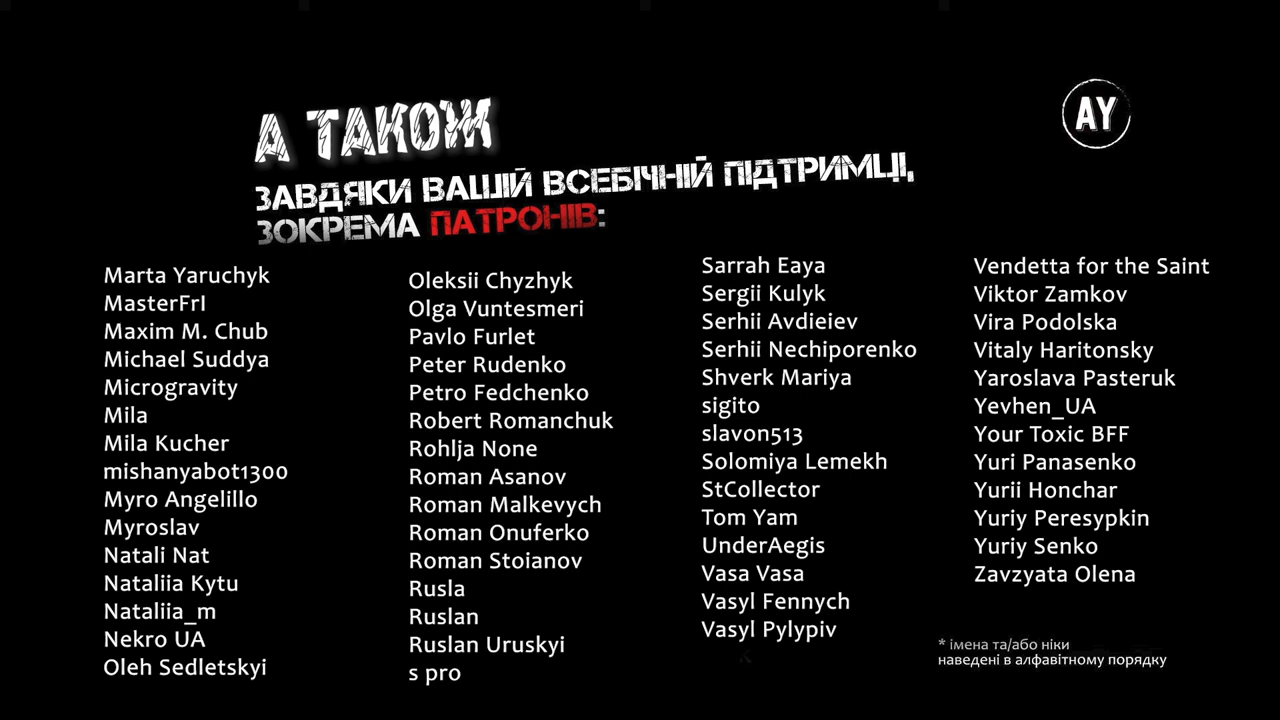 А ТАКОЖ
AY
ЗАВДЯКИ ВАШІЙ ВСЕБІЧНІЙ ПІДТРИМЦІ,
ЗОКРЕМА ПАТРОНІВ:
Marta Yaruchyk
MasterFrI
Maxim M. Chub
Michael Suddya
Microgravity
Mila
Mila Kucher
mishanyabot1300
Myro Angelillo
Myroslav
Natali Nat
Nataliia Kytu
Nataliia_m
Nekro UA
Oleh Sedletskyi
Oleksii Chyzhyk
Olga Vuntesmeri
Pavlo Furlet
Peter Rudenko
Petro Fedchenko
Robert Romanchuk
Rohlja None
Roman Asanov
Roman Malkevych
Roman Onuferko
Roman Stoianov
Rusla
Ruslan
Ruslan Uruskyi
s pro
Sarrah Eaya
Sergii Kulyk
Serhii Avdieiev
Serhii Nechiporenko
Shverk Mariya
sigito
slavon513
Solomiya Lemekh
StCollector
Tom Yam
UnderAegis
Vasa Vasa
Vasyl Fennych
Vasyl Pylypiv
Vendetta for the Saint
Viktor Zamkov
Vira Podolska
Vitaly Haritonsky
Yaroslava Pasteruk
Yevhen_UA
Your Toxic BFF
Yuri Panasenko
Yurii Honchar
Yuriy Peresypkin
Yuriy Senko
Zavzyata Olena
* імена та/або ніки
наведені в алфавітному порядку